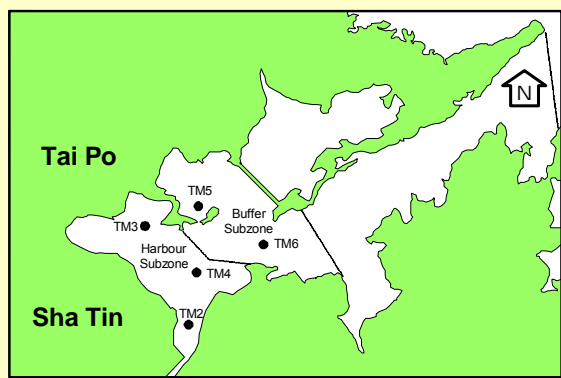 N
Tai Po
TM5
Buffer
Subzone
TM3
TM6
Harbour
Subzone
TM4
Sha Tin
TM2